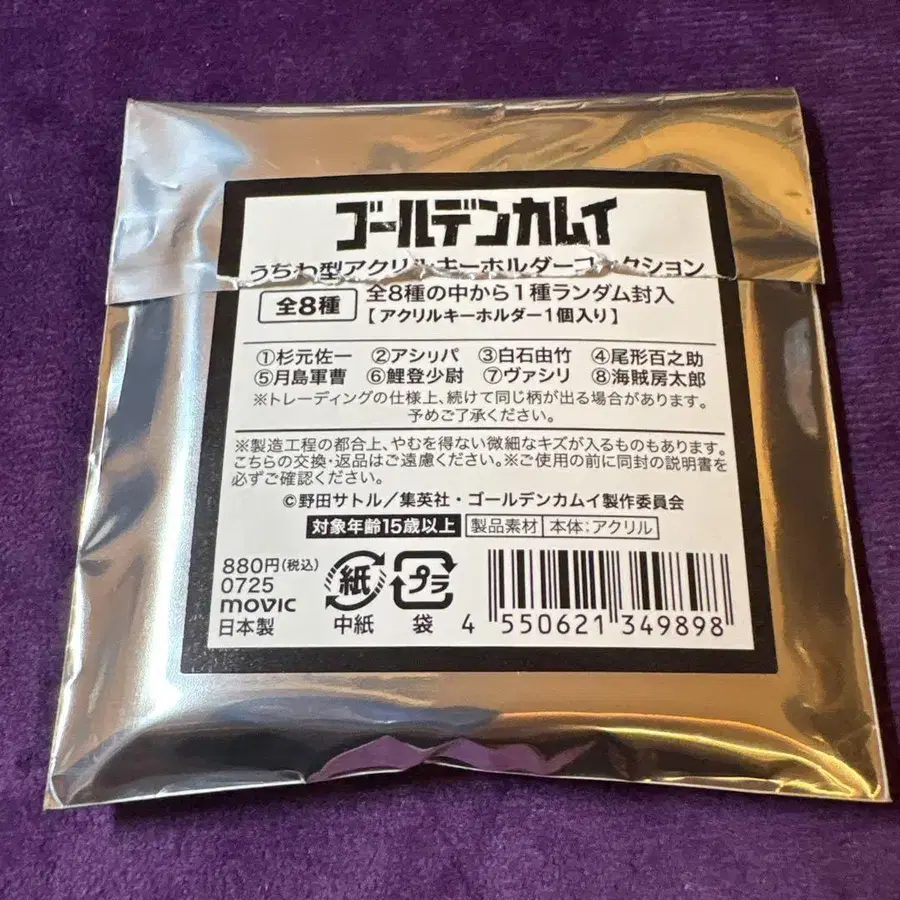 ゴールデンカムイ
うちわ型アクリルキーホルダーコレクション
全8種
全8種の中から1種ランダム封入
【アクリルキーホルダー1個入り】
①杉元佐一 ②アシㇼパ ③白石由竹 ④尾形百之助
⑤月島軍曹 ⑥鯉登少尉 ⑦ヴァシリ ⑧海賊房太郎
※トレーディングの仕様上、続けて同じ柄が出る場合があります。
予めご了承ください。
※製造工程の都合上、やむを得ない微細なキズが入るものもあります。
こちらの交換・返品はご遠慮ください。※ご使用の前に同封の説明書を
必ずご確認ください。
©野田サトル／集英社・ゴールデンカムイ製作委員会
対象年齢15歳以上 製品素材 本体:アクリル
880円(税込)
0725
movic
日本製
紙
中紙
プラ
袋
4 550621 349898